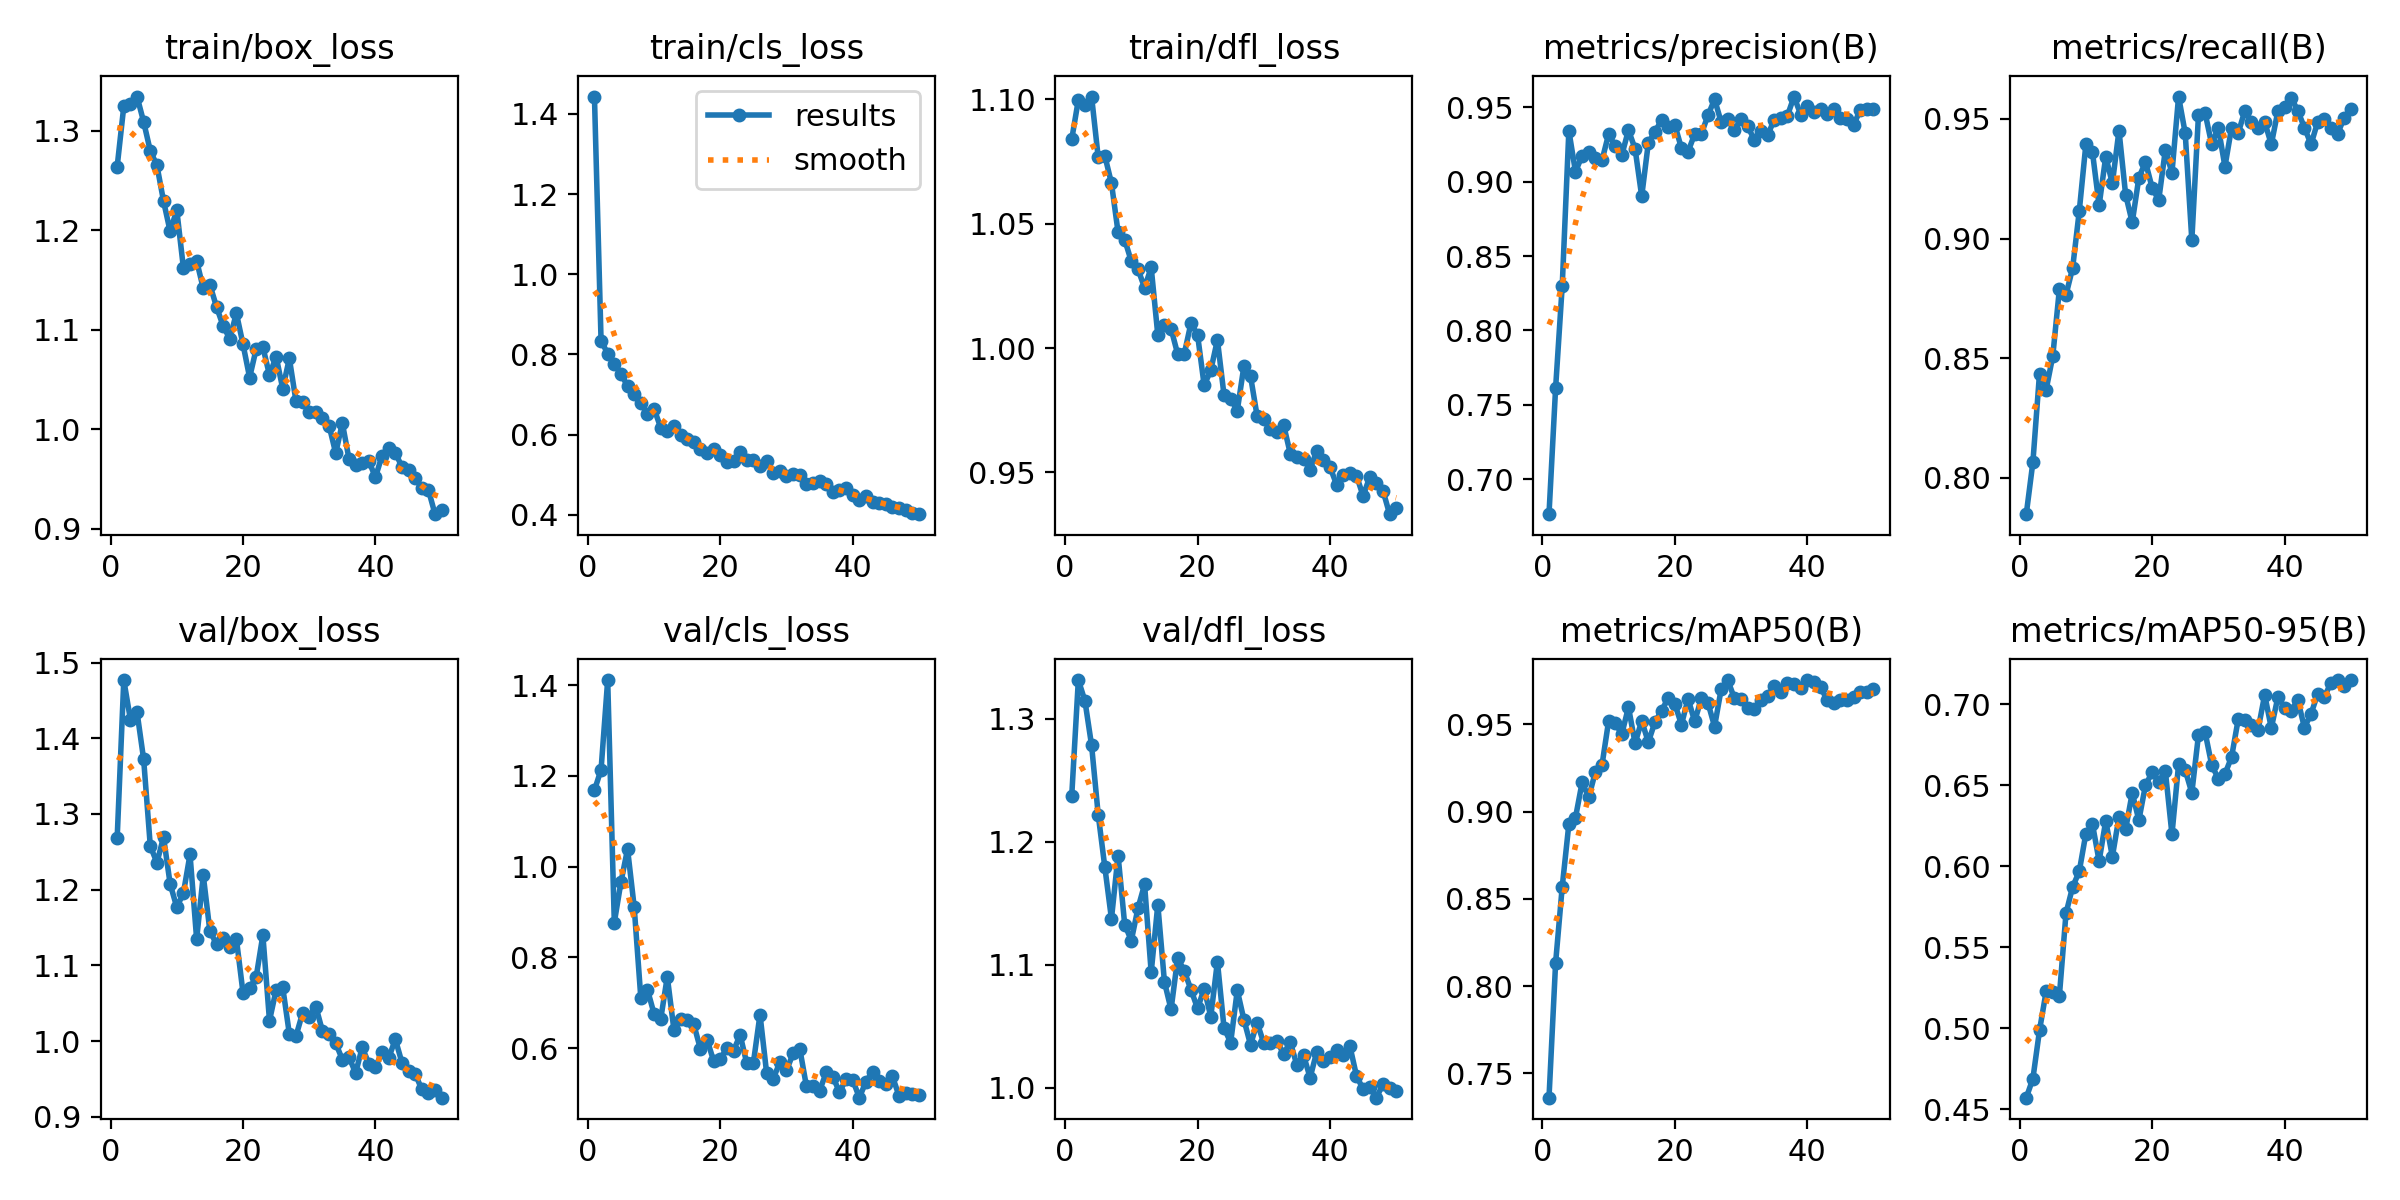 train/box_loss
1.3
1.2
1.1
1.0
0.9
0 20 40
train/cls_loss
results
smooth
1.4
1.2
1.0
0.8
0.6
0.4
0 20 40
train/dfl_loss
1.10
1.05
1.00
0.95
0 20 40
metrics/precision(B)
0.95
0.90
0.85
0.80
0.75
0.70
0 20 40
metrics/recall(B)
0.95
0.90
0.85
0.80
0 20 40
val/box_loss
1.5
1.4
1.3
1.2
1.1
1.0
0.9
0 20 40
val/cls_loss
1.4
1.2
1.0
0.8
0.6
0 20 40
val/dfl_loss
1.3
1.2
1.1
1.0
0 20 40
metrics/mAP50(B)
0.95
0.90
0.85
0.80
0.75
0 20 40
metrics/mAP50-95(B)
0.70
0.65
0.60
0.55
0.50
0.45
0 20 40